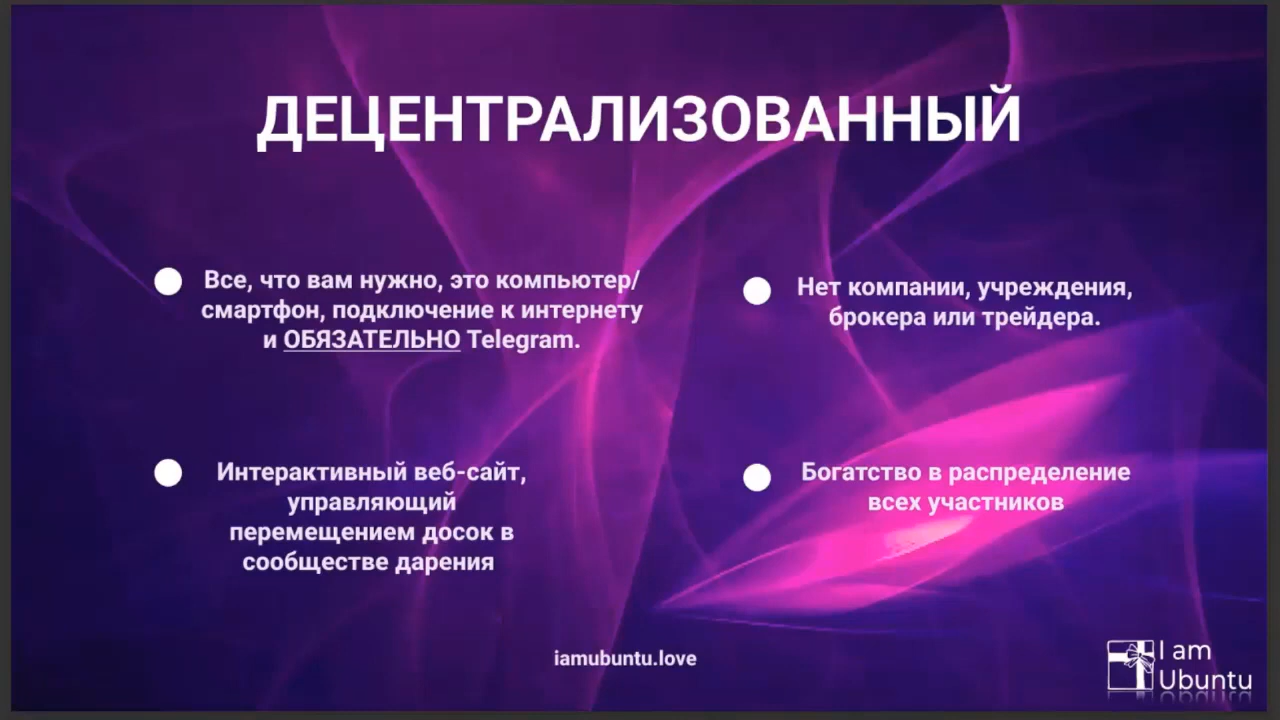 ДЕЦЕНТРАЛИЗОВАННЫЙ
Все, что вам нужно, это компьютер/
смартфон, подключение к интернету
и ОБЯЗАТЕЛЬНО Telegram.
Нет компании, учреждения,
брокера или трейдера.
Интерактивный веб-сайт,
управляющий
перемещением досок в
сообществе дарения
Богатство в распределение
всех участников
iamubuntu.love
I am
Ubuntu